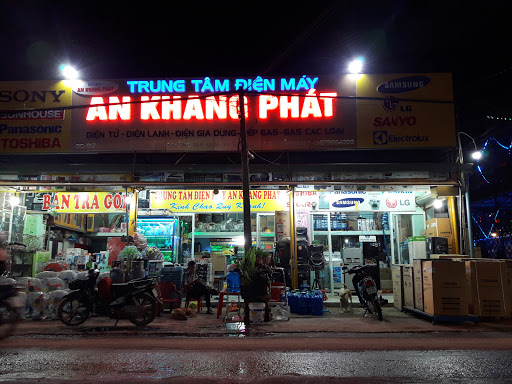 TRUNG TÂM ĐIỆN MÁY
AN KHANG PHÁT
ĐIỆN TỬ - ĐIỆN LẠNH - ĐIỆN GIA DỤNG - BẾP GAS - GAS CÁC LOẠI
SONY
SUNHOUSE
Panasonic
TOSHIBA
SAMSUNG
LG
SANYO
Electrolux
BÁN TRẢ GÓP
TRUNG TÂM ĐIỆN MÁY AN KHANG PHÁT
Kính Chào Quý Khách!
Panasonic
SAMSUNG
LG